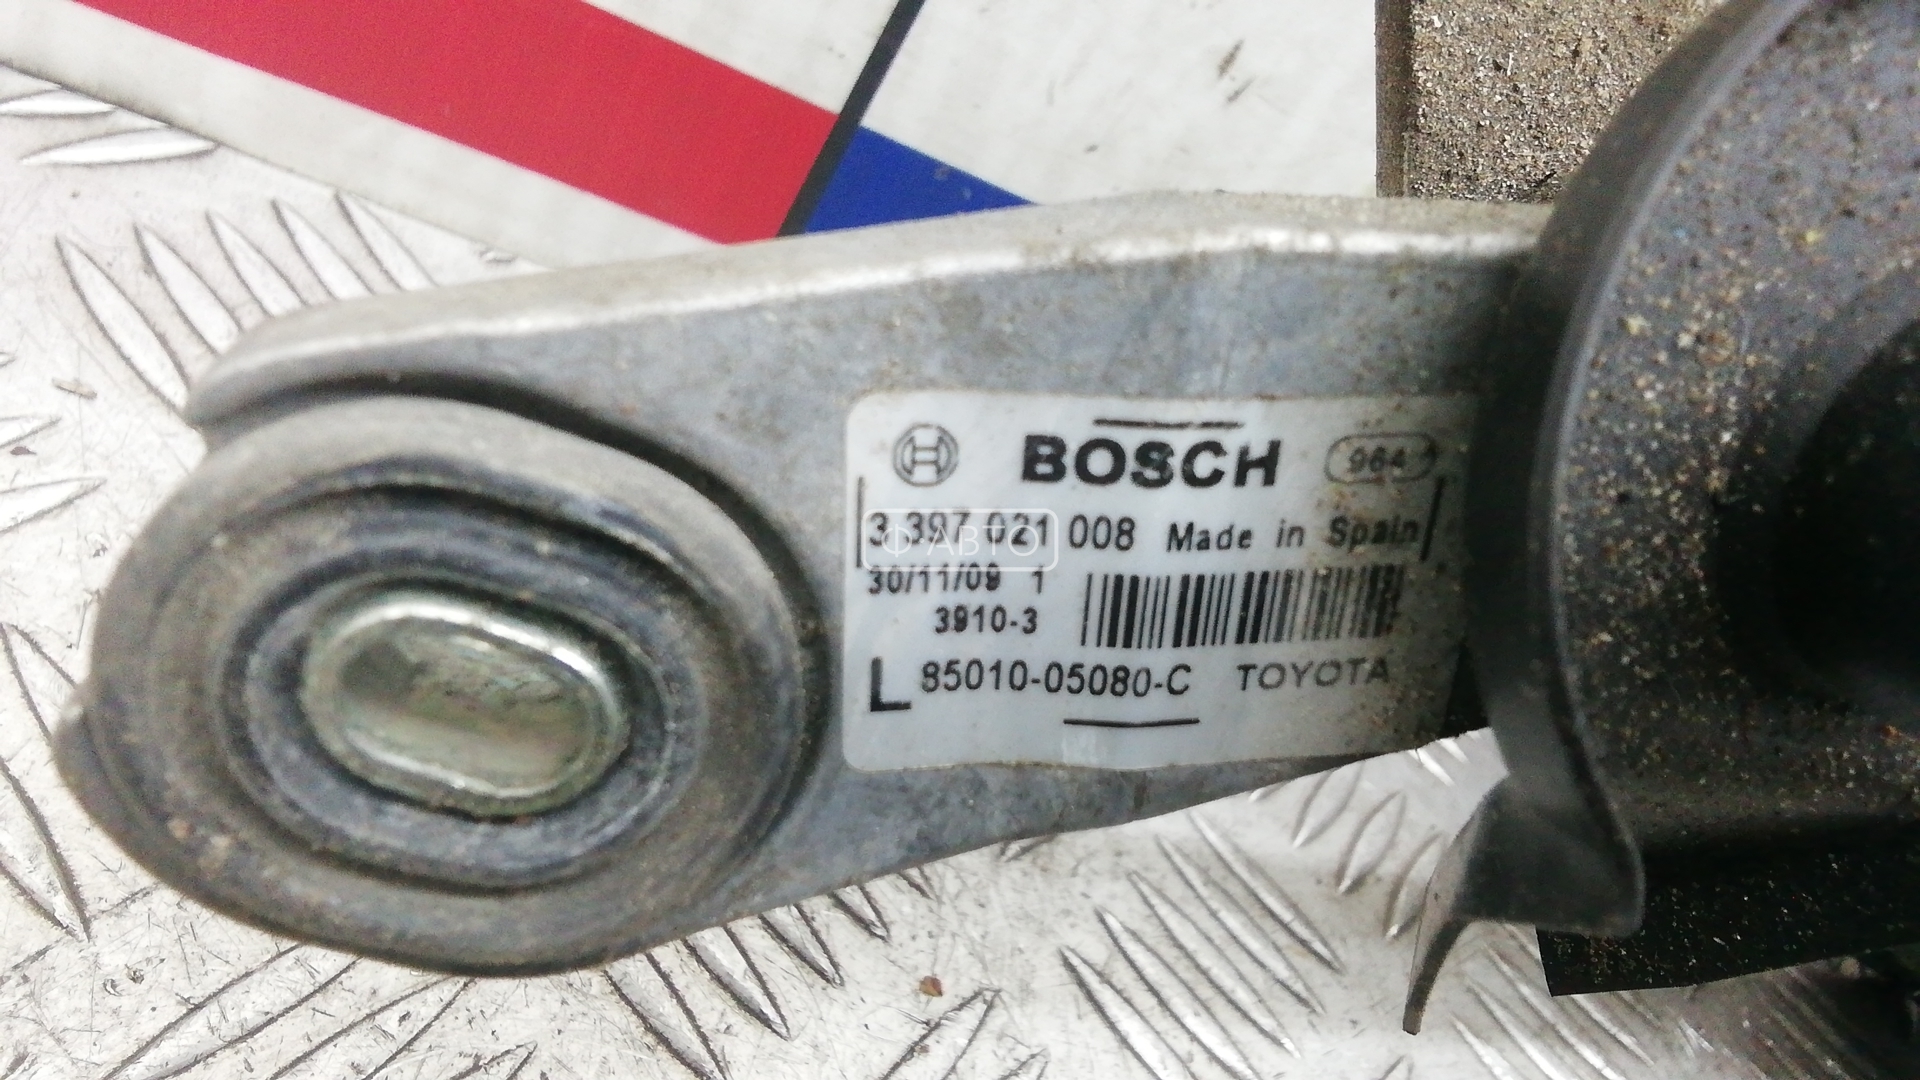 BOSCH 964
3 397 021 008 Made in Spain
ФАВТО
30/11/09 1
3910-3
L 85010-05080-C TOYOTA